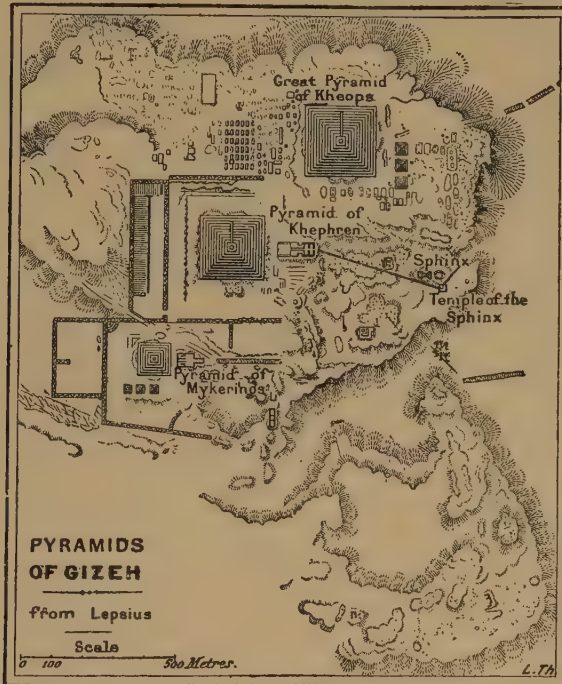 Great Pyramid
of Kheops
Pyramid of
Khephren
Sphinx
Temple of the
Sphinx
Pyramid of
Mykerinos
PYRAMIDS
OF GIZEH
from Lepsius
Scale
0 100 500 Metres.
L.Th.